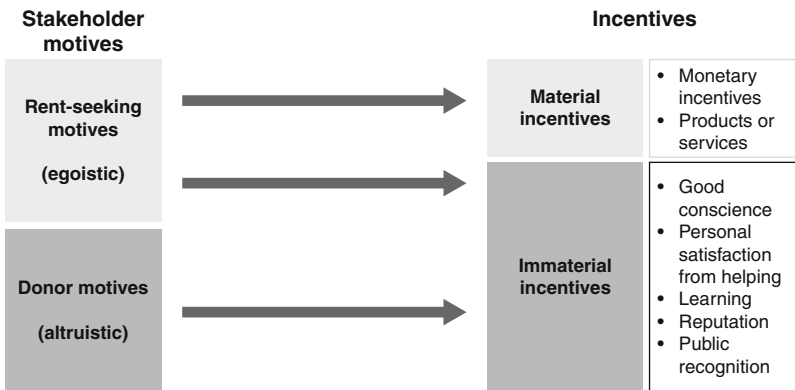 Stakeholder
motives
Incentives
Rent-seeking
motives
(egoistic)
Material
incentives
• Monetary
incentives
• Products or
services
Donor motives
(altruistic)
Immaterial
incentives
• Good
conscience
• Personal
satisfaction
from helping
• Learning
• Reputation
• Public
recognition